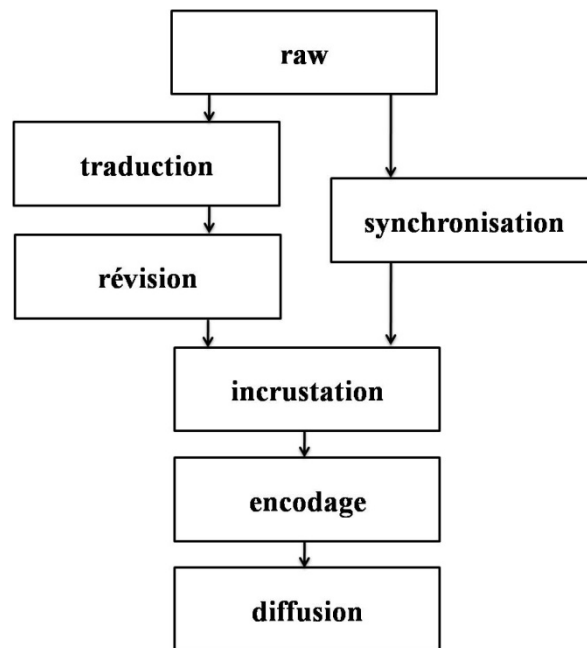 raw
traduction
synchronisation
révision
incrustation
encodage
diffusion